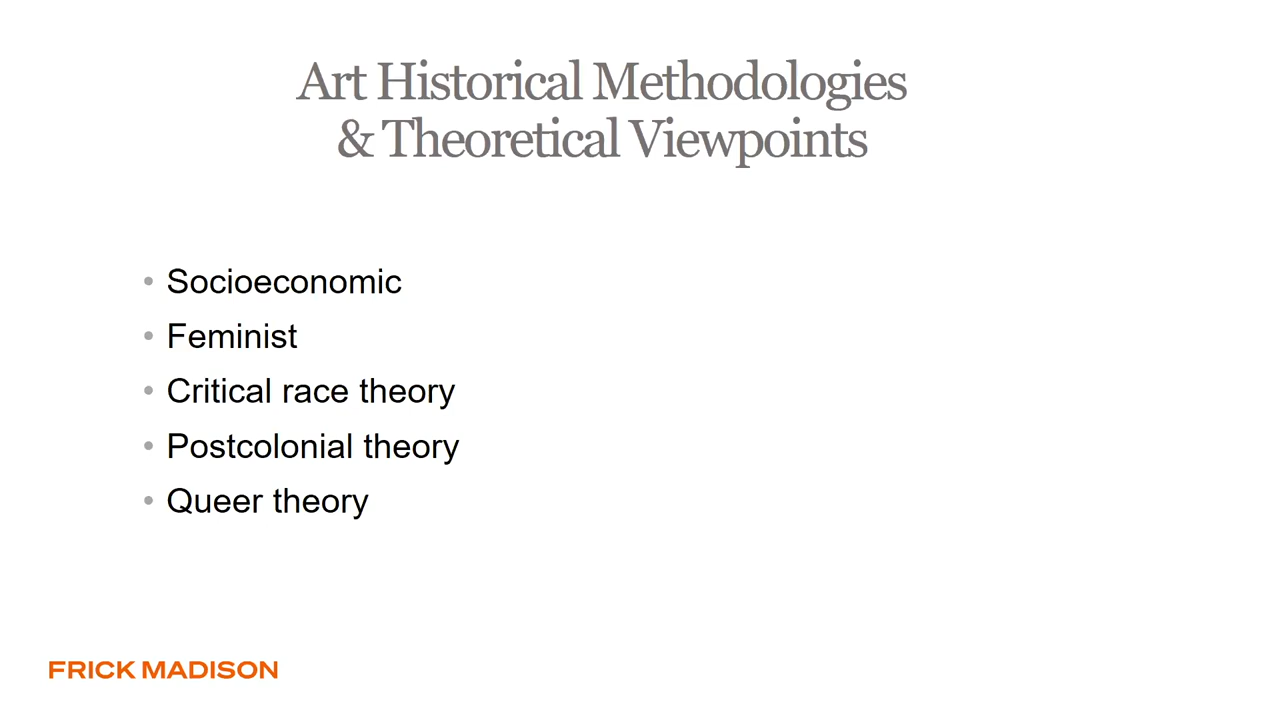 Art Historical Methodologies
& Theoretical Viewpoints
• Socioeconomic
• Feminist
• Critical race theory
• Postcolonial theory
• Queer theory
FRICK MADISON